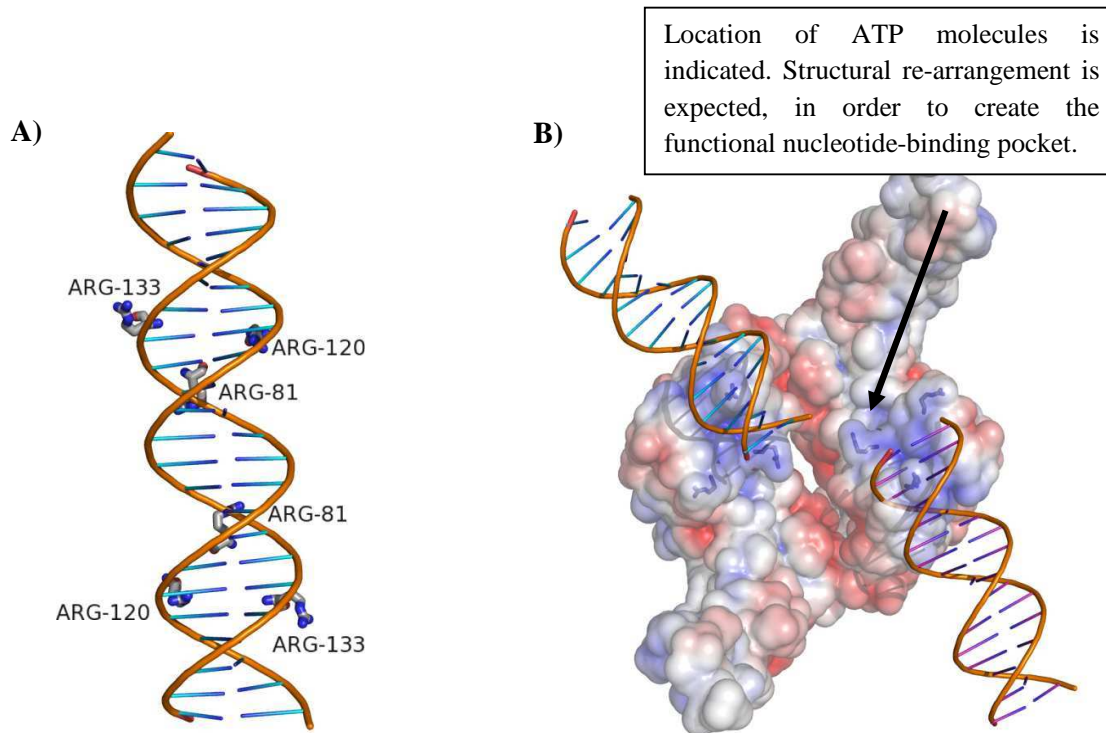 Location of ATP molecules is
indicated. Structural re-arrangement is
expected, in order to create the
functional nucleotide-binding pocket.
A)
B)
ARG-133
ARG-120
ARG-81
ARG-81
ARG-120
ARG-133